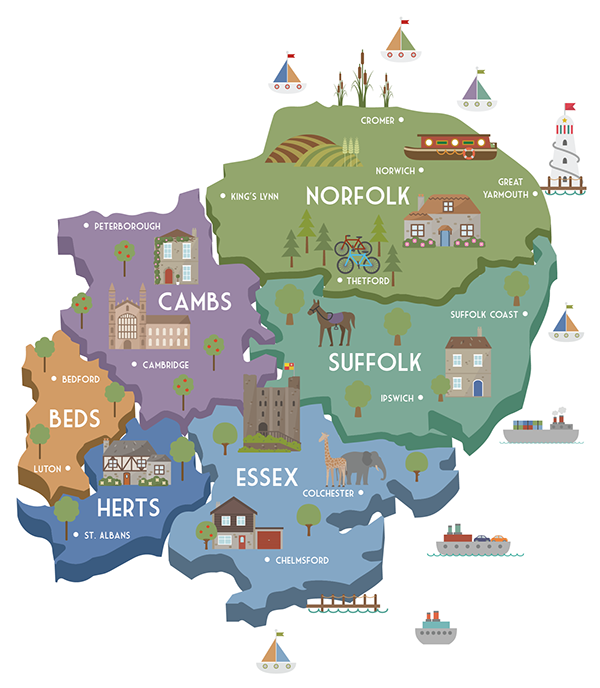 CROMER
NORWICH
GREAT
YARMOUTH
KING'S LYNN
NORFOLK
PETERBOROUGH
THETFORD
CAMBS
SUFFOLK COAST
SUFFOLK
CAMBRIDGE
BEDFORD
IPSWICH
BEDS
LUTON
ESSEX
COLCHESTER
HERTS
ST. ALBANS
CHELMSFORD